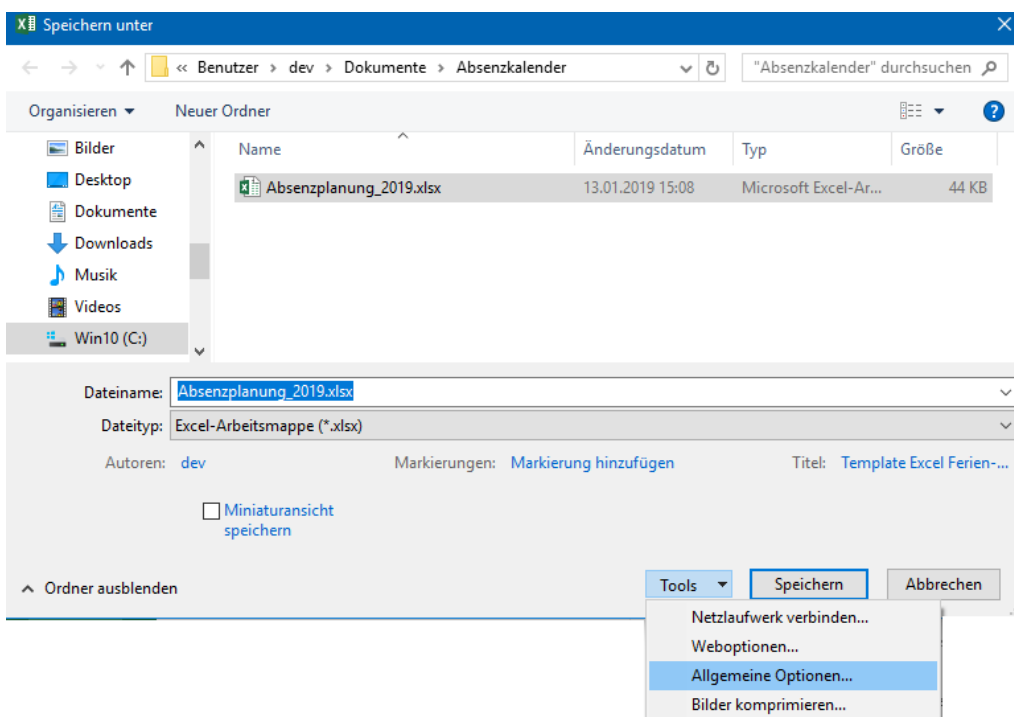 Speichern unter
« Benutzer › dev › Dokumente › Absenzkalender
"Absenzkalender" durchsuchen
Organisieren Neuer Ordner
Name Änderungsdatum Typ Größe
Bilder
Desktop
Dokumente
Downloads
Musik
Videos
Win10 (C:)
Absenzplanung_2019.xlsx 13.01.2019 15:08 Microsoft Excel-Ar... 44 KB
Dateiname: Absenzplanung_2019.xlsx
Dateityp: Excel-Arbeitsmappe (*.xlsx)
Autoren: dev Markierungen: Markierung hinzufügen Titel: Template Excel Ferien-...
Miniaturansicht
speichern
Ordner ausblenden Tools Speichern Abbrechen
Netzlaufwerk verbinden...
Weboptionen...
Allgemeine Optionen...
Bilder komprimieren...